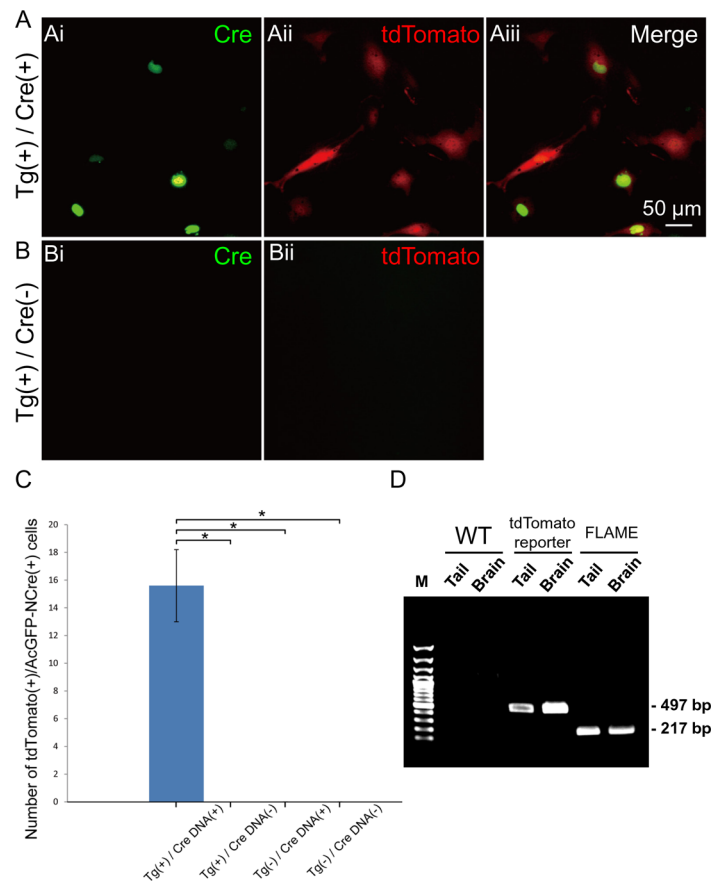 A
Tg(+) / Cre(+)
Ai
Cre
Aii
tdTomato
Aiii
Merge
50 µm
B
Tg(+) / Cre(-)
Bi
Cre
Bii
tdTomato
C
Number of tdTomato(+)/AcGFP-NCre(+) cells
20
18
16
14
12
10
8
6
4
2
0
*
*
*
Tg(+) / Cre DNA(+)
Tg(+) / Cre DNA(-)
Tg(-) / Cre DNA(+)
Tg(-) / Cre DNA(-)
D
WT
tdTomato
reporter
FLAME
M
Tail
Brain
Tail
Brain
Tail
Brain
- 497 bp
- 217 bp